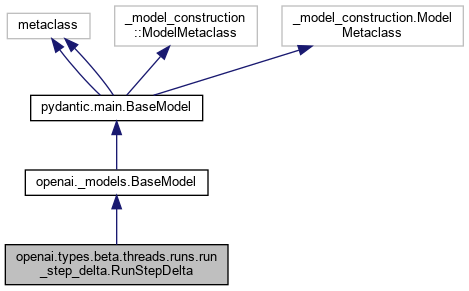 metaclass
_model_construction
::ModelMetaclass
_model_construction.Model
Metaclass
pydantic.main.BaseModel
openai._models.BaseModel
openai.types.beta.threads.runs.run
_step_delta.RunStepDelta